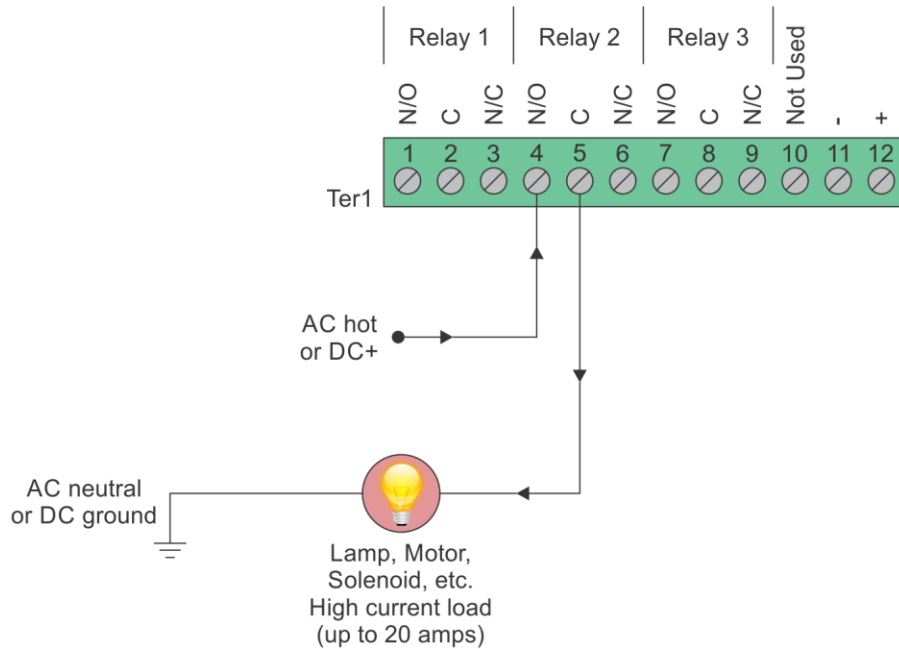 Relay 1 Relay 2 Relay 3
N/O C N/C N/O C N/C N/O C N/C Not Used - +
1 2 3 4 5 6 7 8 9 10 11 12
Ter1
AC hot
or DC+
AC neutral
or DC ground
Lamp, Motor,
Solenoid, etc.
High current load
(up to 20 amps)